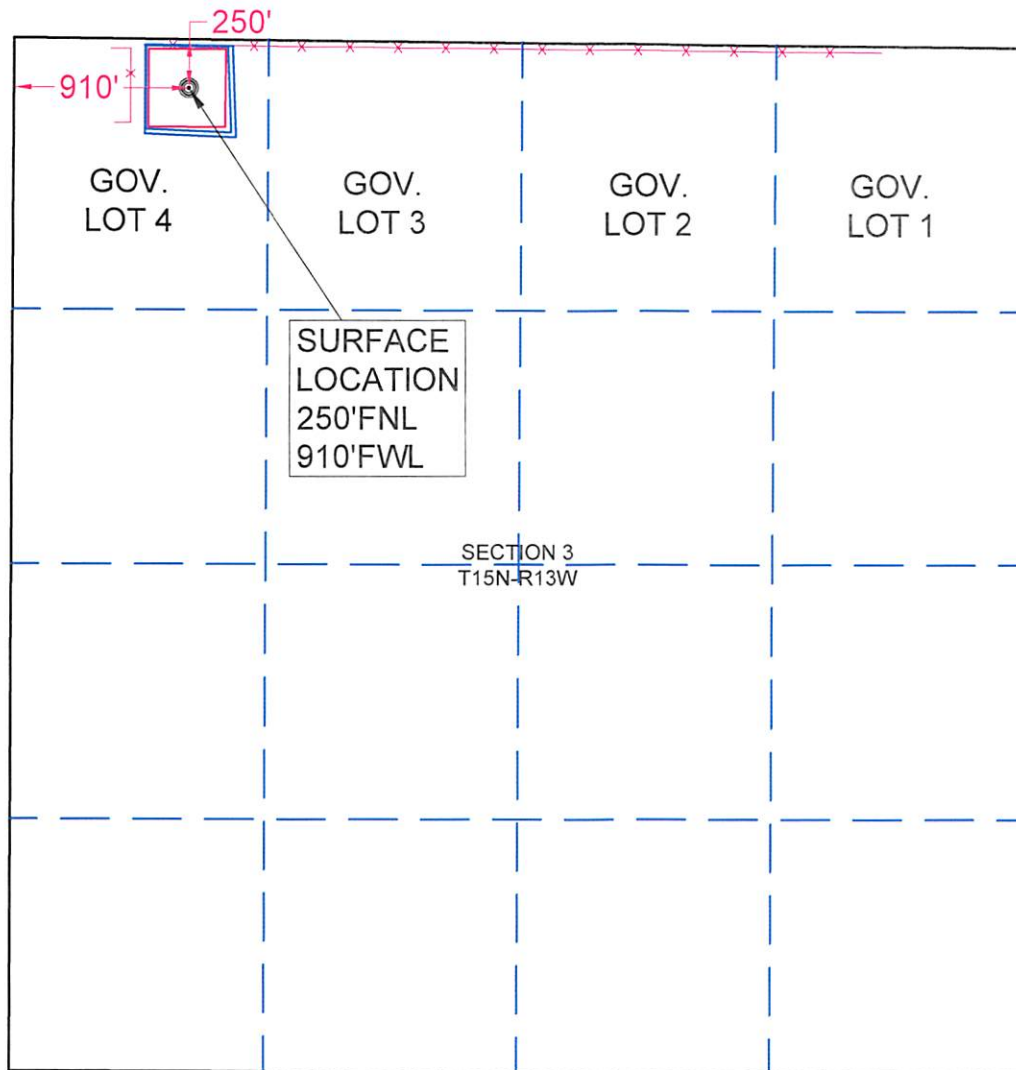 250'
910'
GOV.
LOT 4
GOV.
LOT 3
GOV.
LOT 2
GOV.
LOT 1
SURFACE
LOCATION
250'FNL
910'FWL
SECTION 3
T15N-R13W